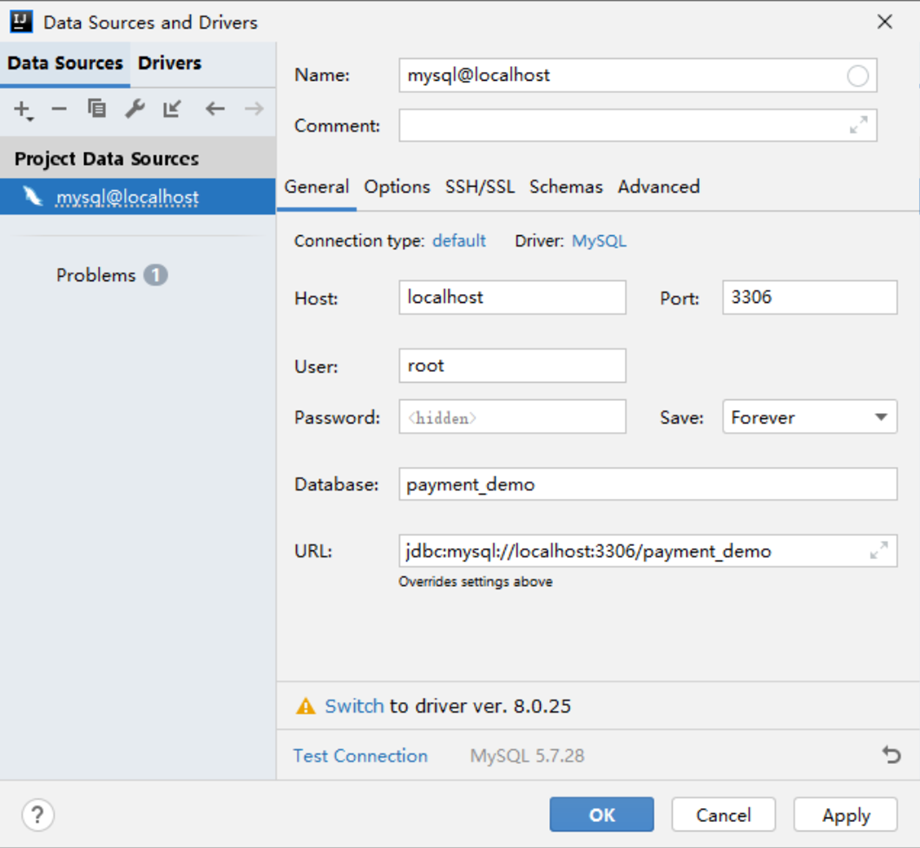 Data Sources and Drivers
Data Sources Drivers
Project Data Sources
mysql@localhost
Problems 1
Name: mysql@localhost
Comment:
General Options SSH/SSL Schemas Advanced
Connection type: default Driver: MySQL
Host: localhost Port: 3306
User: root
Password: <hidden> Save: Forever
Database: payment_demo
URL: jdbc:mysql://localhost:3306/payment_demo
Overrides settings above
Switch to driver ver. 8.0.25
Test Connection MySQL 5.7.28
? OK Cancel Apply